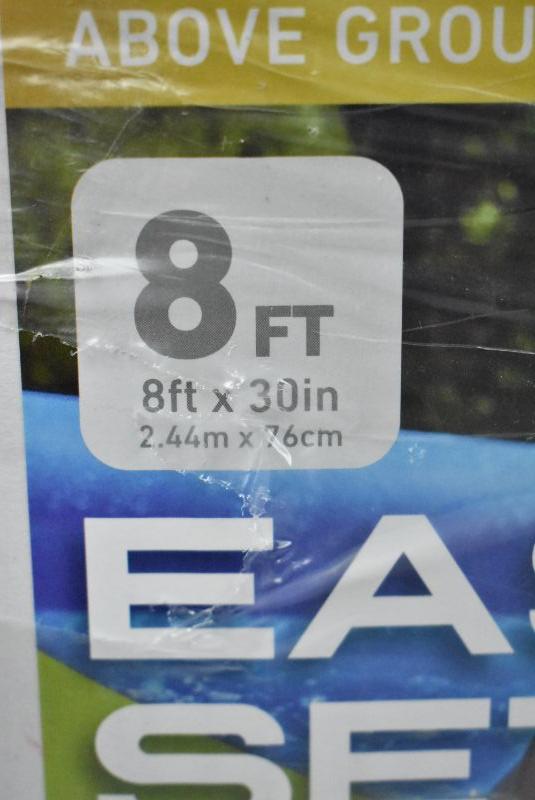 ABOVE GROU
8 FT
8ft x 30in
2.44m x 76cm
EAS
SET